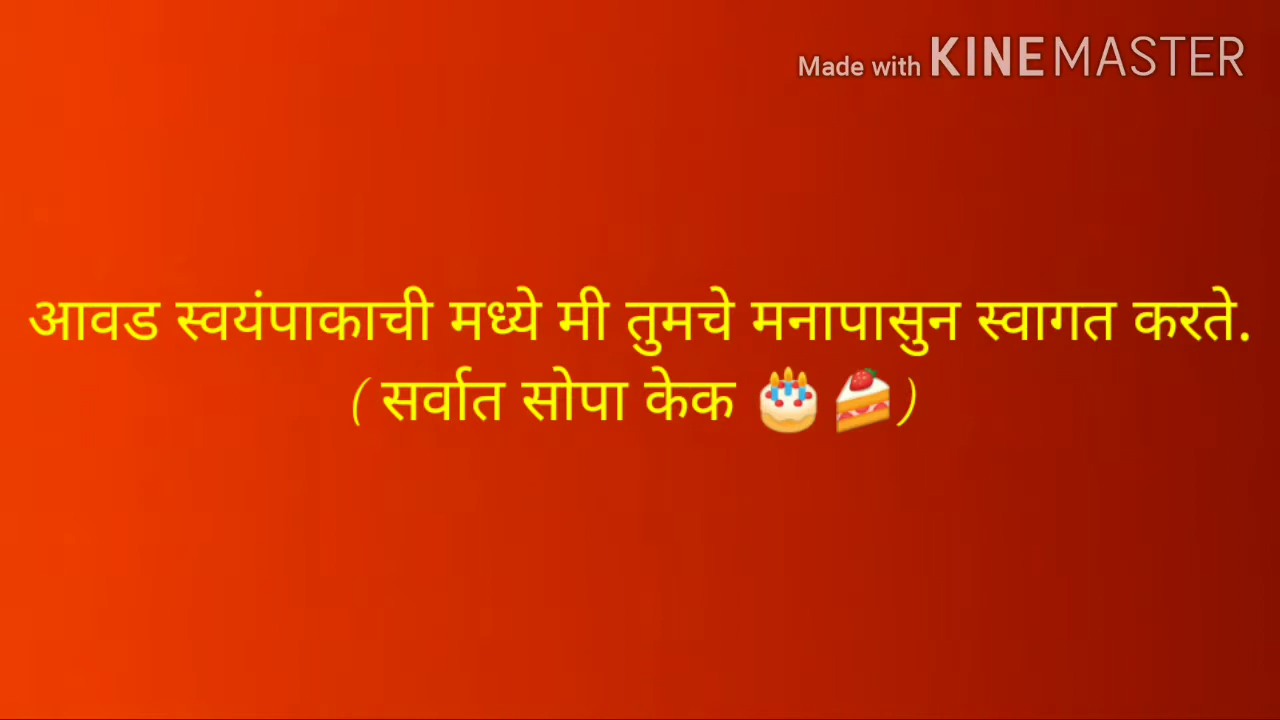 Made with KINEMASTER
आवड स्वयंपाकाची मध्ये मी तुमचे मनापासुन स्वागत करते.
( सर्वात सोपा केक 🎂 🍰 )